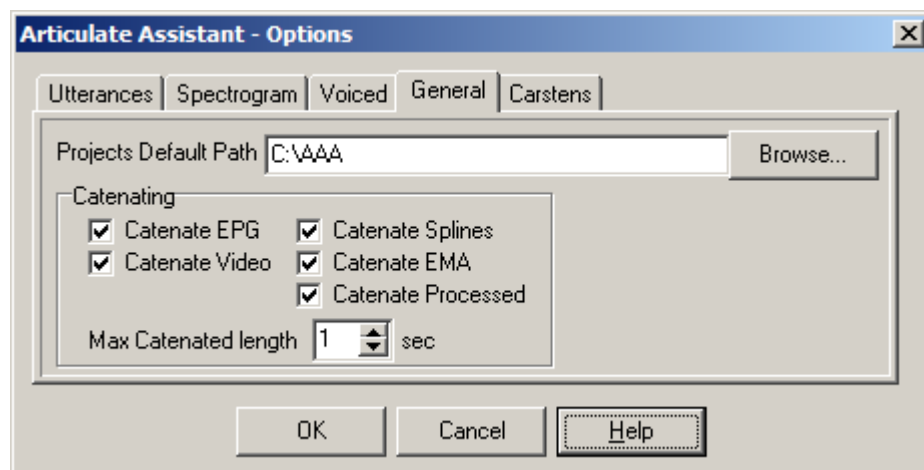 Articulate Assistant - Options
Utterances Spectrogram Voiced General Carstens
Projects Default Path C:\AAA Browse...
Catenating
Catenate EPG Catenate Splines
Catenate Video Catenate EMA
Catenate Processed
Max Catenated length 1 sec
OK Cancel Help